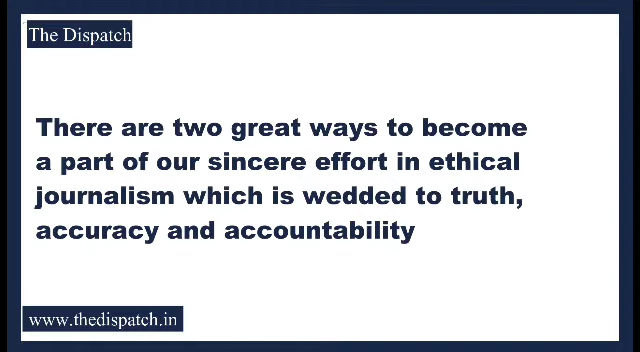 The Dispatch
There are two great ways to become
a part of our sincere effort in ethical
journalism which is wedded to truth,
accuracy and accountability
www.thedispatch.in